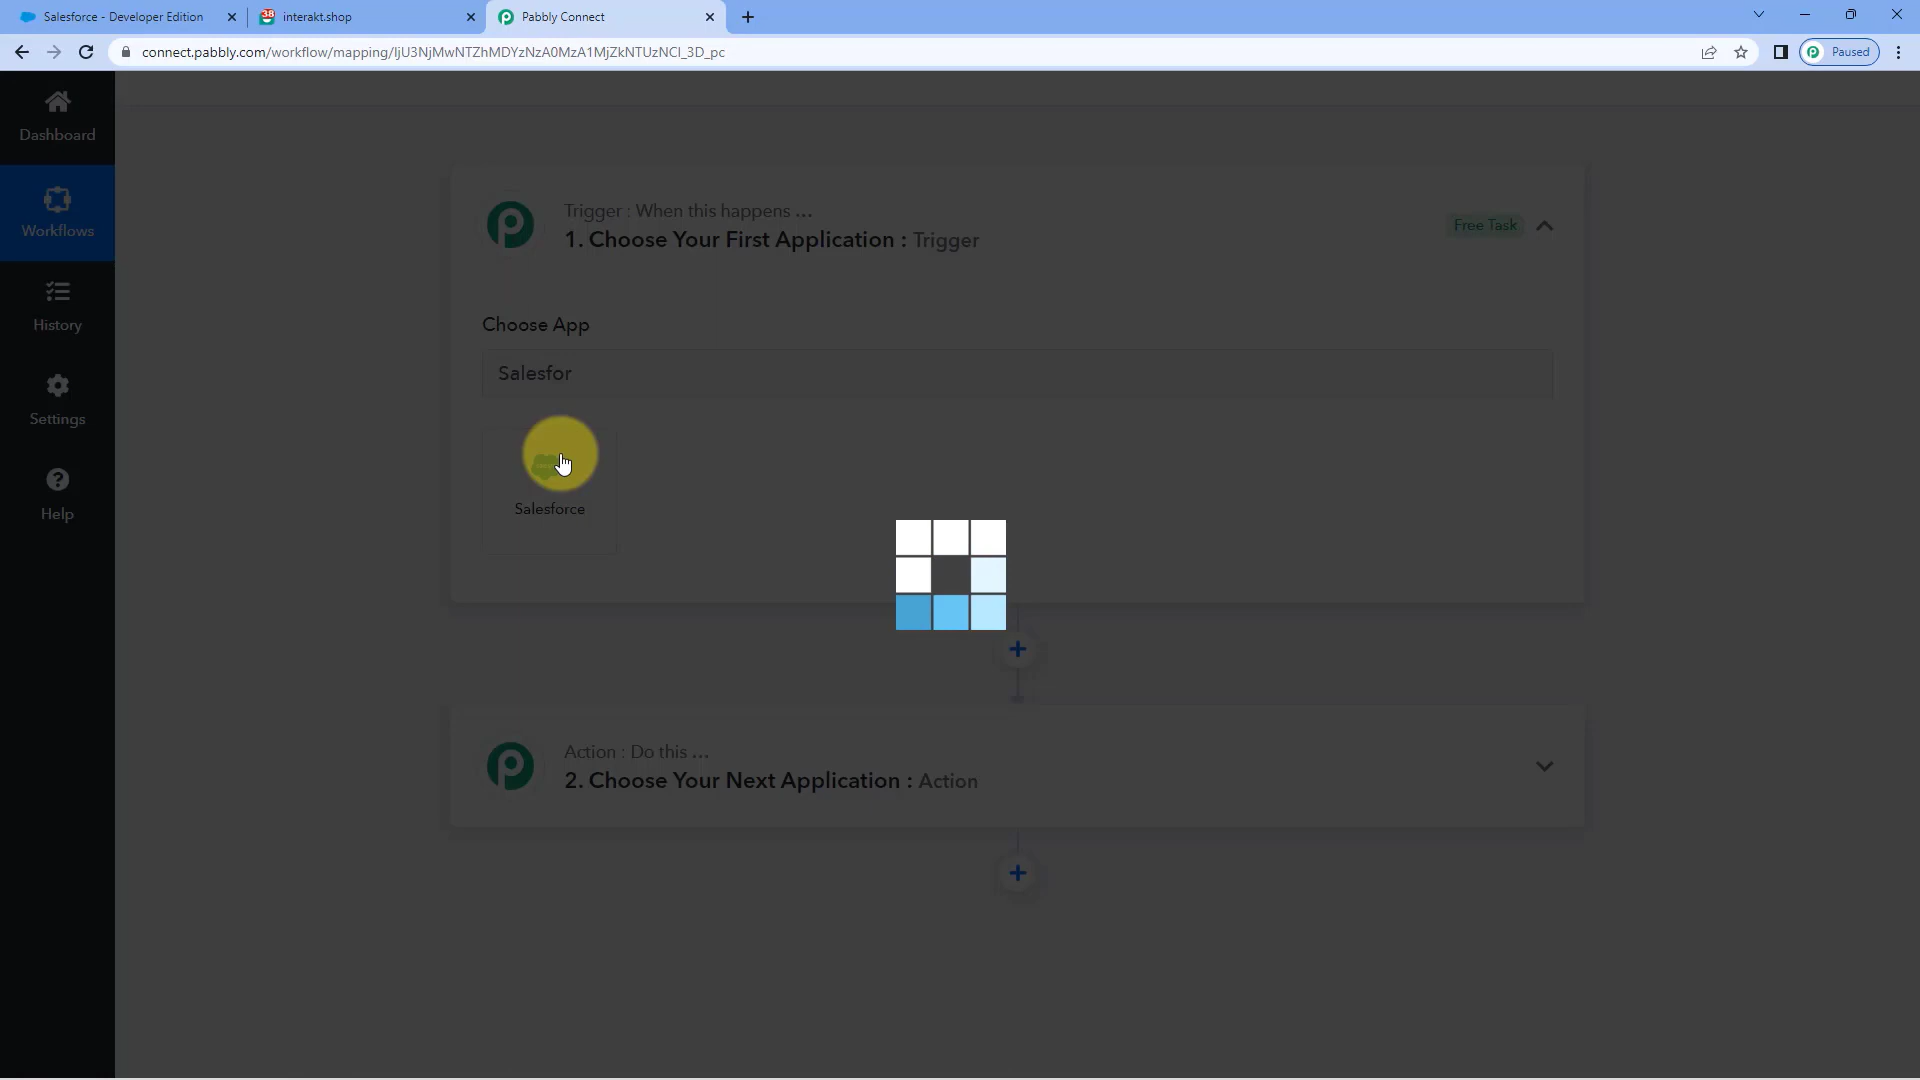 Salesforce - Developer Edition
38
interakt.shop
Pabbly Connect
connect.pabbly.com/workflow/mapping/IjU3NjMwNTZhMDYzNzA0MzA1MjZkNTUzNCI_3D_pc
Paused
Dashboard
Workflows
History
Settings
Help
Trigger : When this happens ...
1. Choose Your First Application : Trigger
Free Task
Choose App
Salesfor
Salesforce
Action : Do this ...
2. Choose Your Next Application : Action